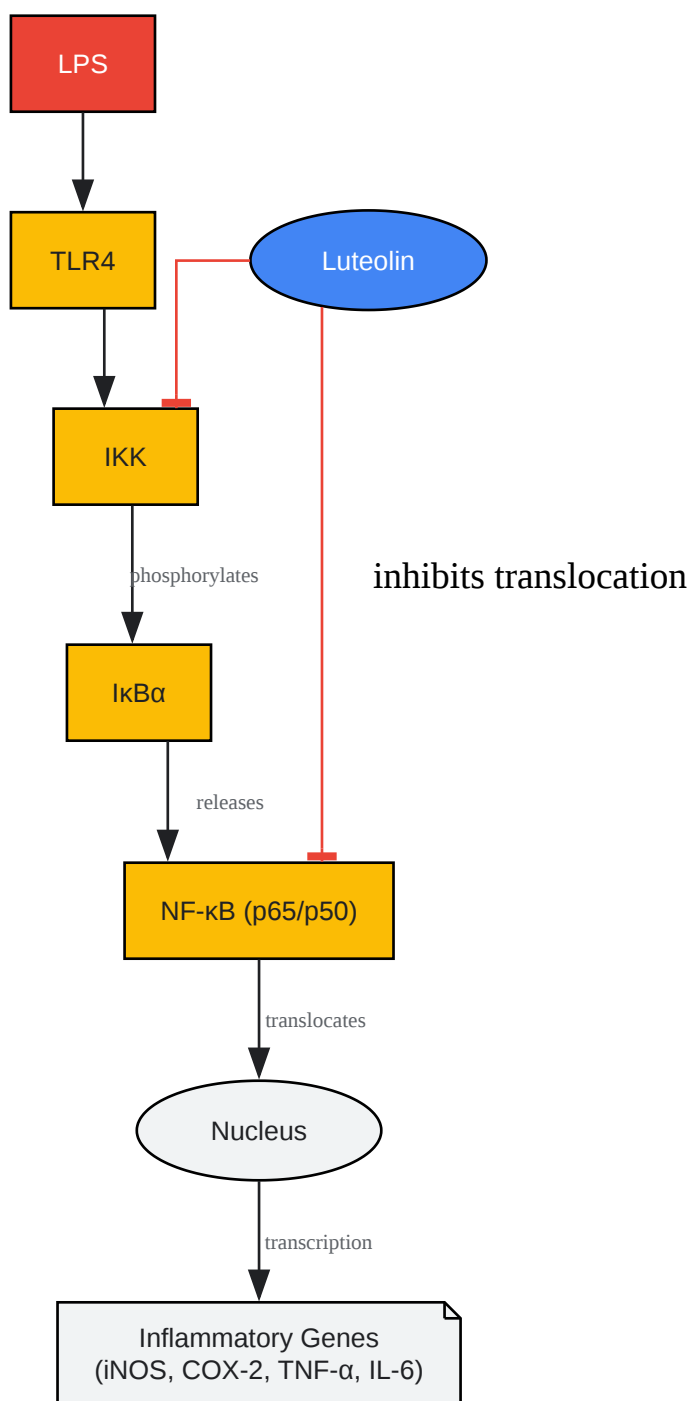 LPS
TLR4
Luteolin
IKK
phosphorylates
inhibits translocation
IκBα
releases
NF-κB (p65/p50)
translocates
Nucleus
transcription
Inflammatory Genes
(iNOS, COX-2, TNF-α, IL-6)